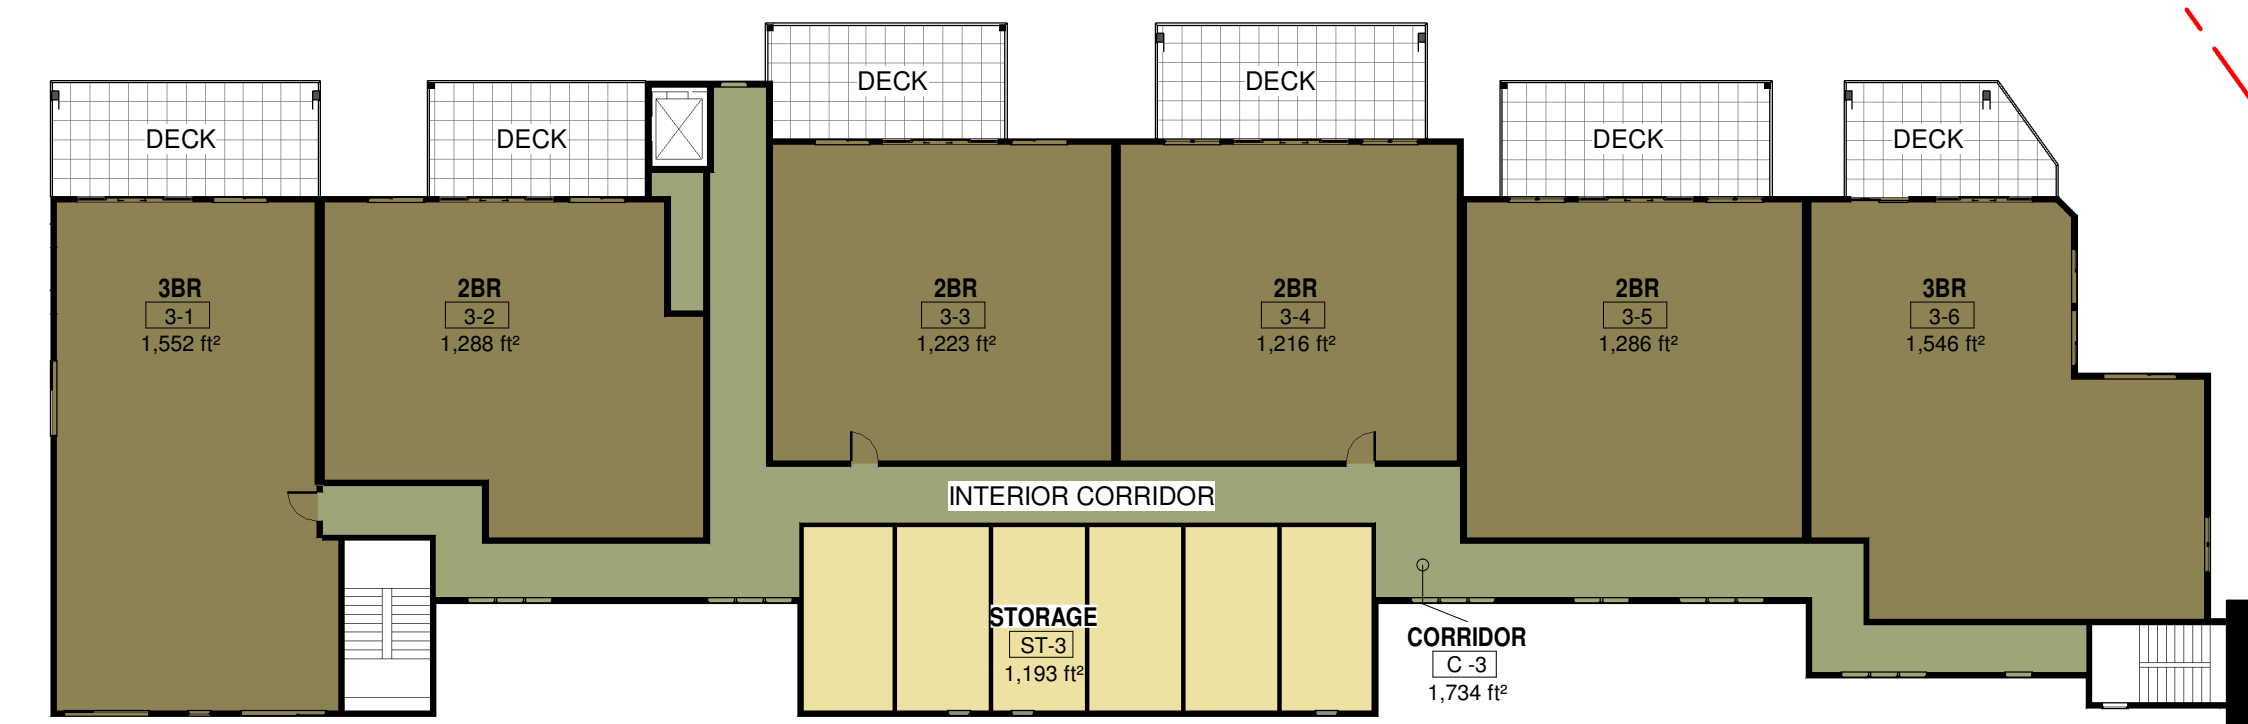 DECK
DECK
DECK
DECK
DECK
DECK
3BR
3-1
1,552 ft²
2BR
3-2
1,288 ft²
2BR
3-3
1,223 ft²
2BR
3-4
1,216 ft²
2BR
3-5
1,286 ft²
3BR
3-6
1,546 ft²
INTERIOR CORRIDOR
STORAGE
ST-3
1,193 ft²
CORRIDOR
C -3
1,734 ft²